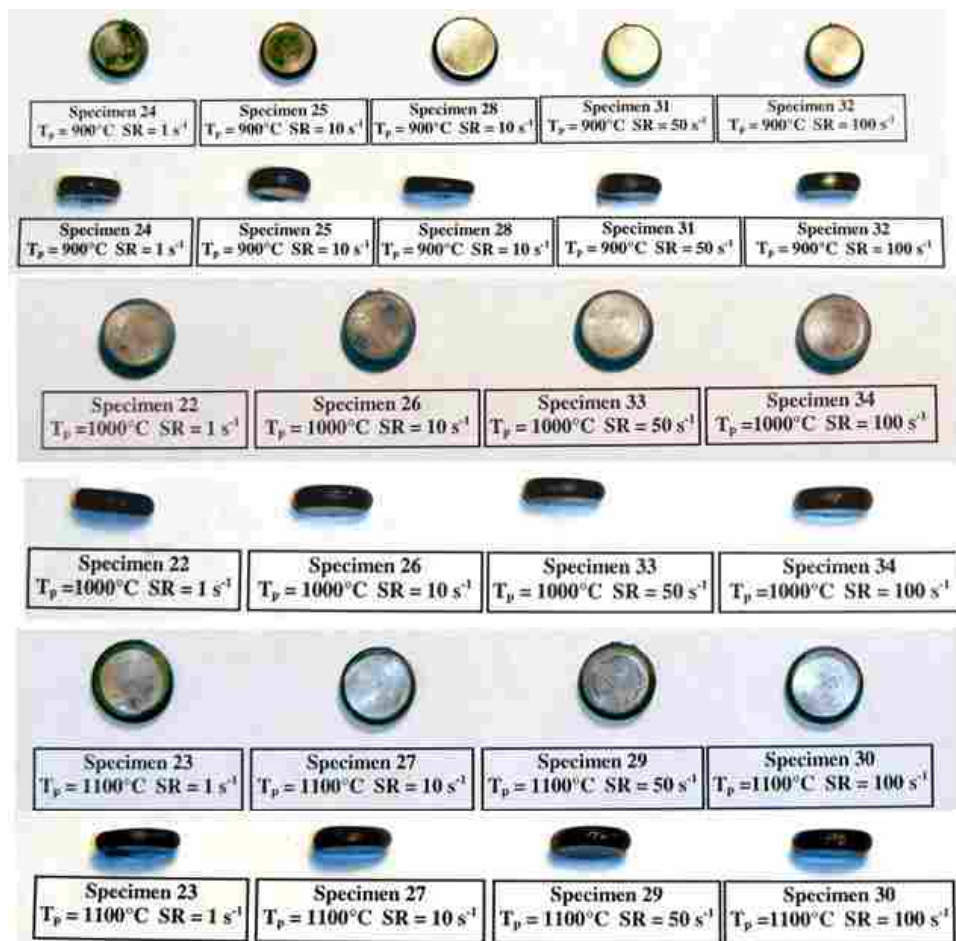 Specimen 24
Tₚ = 900°C SR = 1 s⁻¹
Specimen 25
Tₚ = 900°C SR = 10 s⁻¹
Specimen 28
Tₚ = 900°C SR = 10 s⁻¹
Specimen 31
Tₚ = 900°C SR = 50 s⁻¹
Specimen 32
Tₚ = 900°C SR = 100 s⁻¹
Specimen 24
Tₚ = 900°C SR = 1 s⁻¹
Specimen 25
Tₚ = 900°C SR = 10 s⁻¹
Specimen 28
Tₚ = 900°C SR = 10 s⁻¹
Specimen 31
Tₚ = 900°C SR = 50 s⁻¹
Specimen 32
Tₚ = 900°C SR = 100 s⁻¹
Specimen 22
Tₚ =1000°C SR = 1 s⁻¹
Specimen 26
Tₚ = 1000°C SR = 10 s⁻¹
Specimen 33
Tₚ = 1000°C SR = 50 s⁻¹
Specimen 34
Tₚ =1000°C SR = 100 s⁻¹
Specimen 22
Tₚ =1000°C SR = 1 s⁻¹
Specimen 26
Tₚ = 1000°C SR = 10 s⁻¹
Specimen 33
Tₚ = 1000°C SR = 50 s⁻¹
Specimen 34
Tₚ =1000°C SR = 100 s⁻¹
Specimen 23
Tₚ = 1100°C SR = 1 s⁻¹
Specimen 27
Tₚ = 1100°C SR = 10 s⁻¹
Specimen 29
Tₚ =1100°C SR = 50 s⁻¹
Specimen 30
Tₚ =1100°C SR = 100 s⁻¹
Specimen 23
Tₚ = 1100°C SR = 1 s⁻¹
Specimen 27
Tₚ = 1100°C SR = 10 s⁻¹
Specimen 29
Tₚ =1100°C SR = 50 s⁻¹
Specimen 30
Tₚ =1100°C SR = 100 s⁻¹